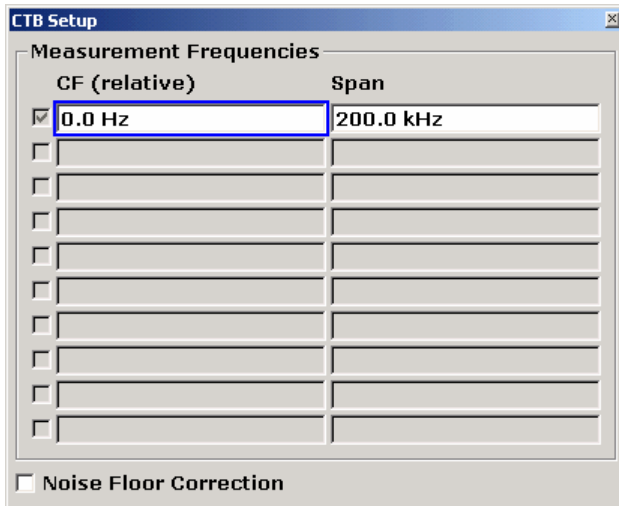 CTB Setup
Measurement Frequencies
CF (relative) Span
0.0 Hz 200.0 kHz
Noise Floor Correction